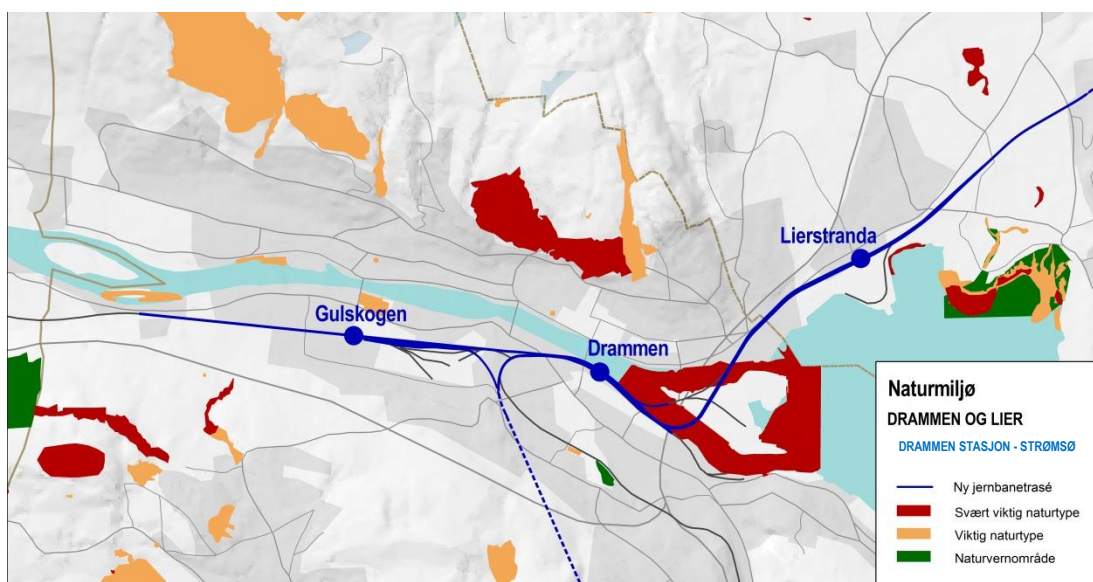 Lierstranda
Gulskogen
Drammen
Naturmiljø
DRAMMEN OG LIER
DRAMMEN STASJON - STRØMSØ
Ny jernbanetrasé
Svært viktig naturtype
Viktig naturtype
Naturvernområde